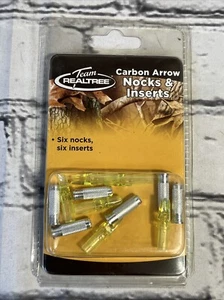 Team
REALTREE
Carbon Arrow
Nocks &
Inserts
• Six nocks,
six inserts